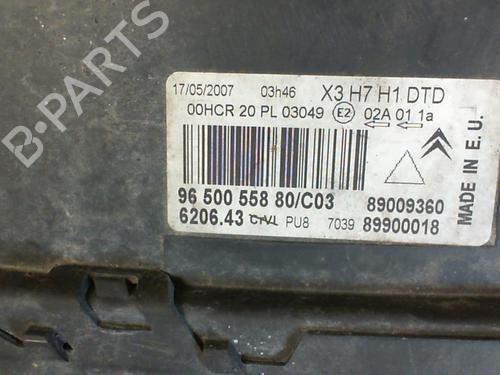 17/05/2007 03h46 X3 H7 H1 DTD
00HCR 20 PL 03049 E2 02A 01 1a
96 500 558 80/C03 89009360
6206.43 CTVL PU8 7039 89900018
MADE IN E.U.
B-PARTS